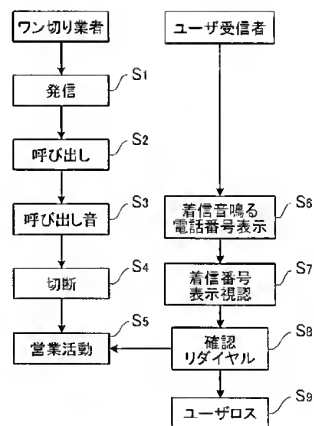 ワン切り業者
S1
発信
S2
呼び出し
S3
呼び出し音
S4
切断
S5
営業活動
ユーザ受信者
S6
着信音鳴る
電話番号表示
S7
着信番号
表示視認
S8
確認
リダイヤル
S9
ユーザロス